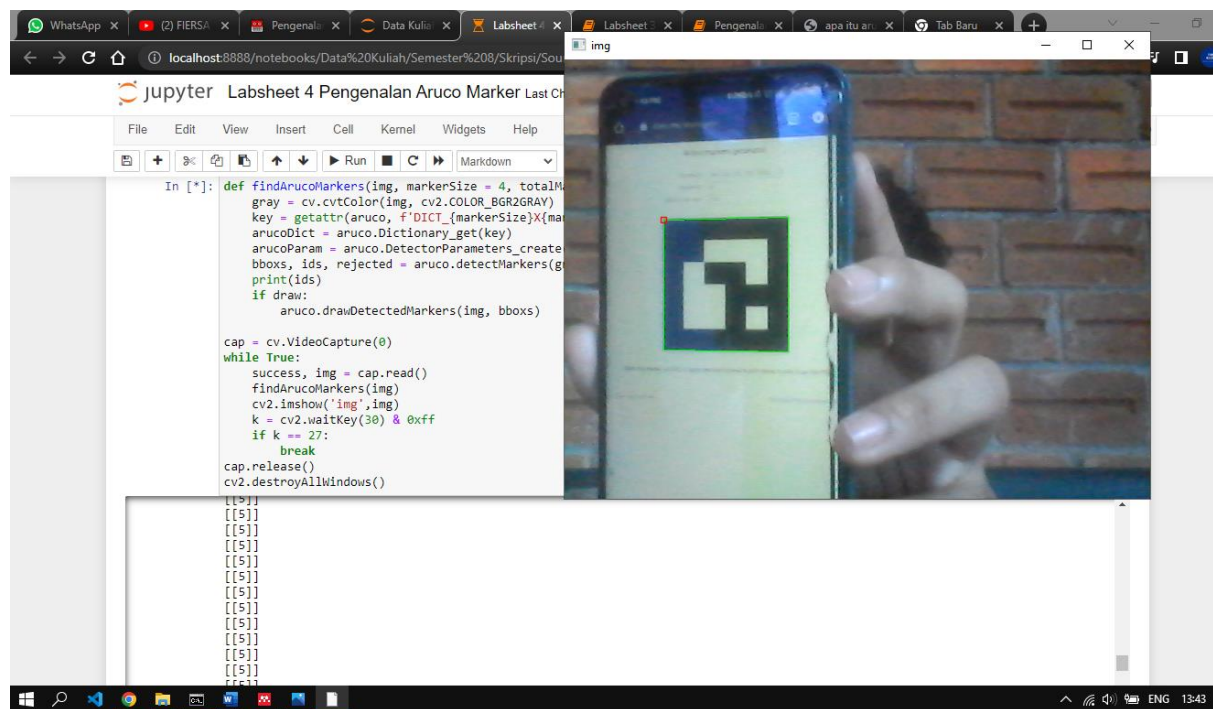 WhatsApp
(2) FIERSA
Pengenala
Data Kulia
Labsheet 4
Labsheet 3
Pengenala
apa itu aru
Tab Baru
localhost:8888/notebooks/Data%20Kuliah/Semester%208/Skripsi/Sou
img
jupyter Labsheet 4 Pengenalan Aruco Marker Last Ch
File Edit View Insert Cell Kernel Widgets Help
Run
Markdown
In [*]: def findArucoMarkers(img, markerSize = 4, totalMa
gray = cv.cvtColor(img, cv2.COLOR_BGR2GRAY)
key = getattr(aruco, f'DICT_{markerSize}X{mar
arucoDict = aruco.Dictionary_get(key)
arucoParam = aruco.DetectorParameters_create
bboxs, ids, rejected = aruco.detectMarkers(gr
print(ids)
if draw:
aruco.drawDetectedMarkers(img, bboxs)
cap = cv.VideoCapture(0)
while True:
success, img = cap.read()
findArucoMarkers(img)
cv2.imshow('img',img)
k = cv2.waitKey(30) & 0xff
if k == 27:
break
cap.release()
cv2.destroyAllWindows()
[[5]]
[[5]]
[[5]]
[[5]]
[[5]]
[[5]]
[[5]]
[[5]]
[[5]]
[[5]]
[[5]]
[[5]]
[[5]]
ENG 13:43